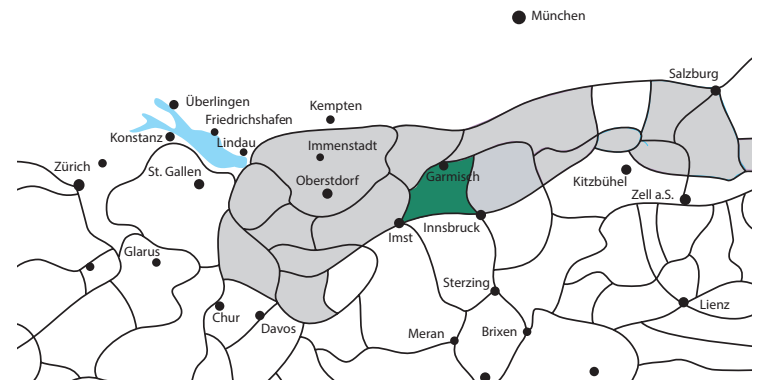 München
Salzburg
Überlingen
Kempten
Friedrichshafen
Konstanz
Lindau
Immenstadt
Zürich
St. Gallen
Garmisch
Oberstdorf
Kitzbühel
Zell a.S.
Innsbruck
Imst
Glarus
Sterzing
Lienz
Chur
Davos
Meran
Brixen